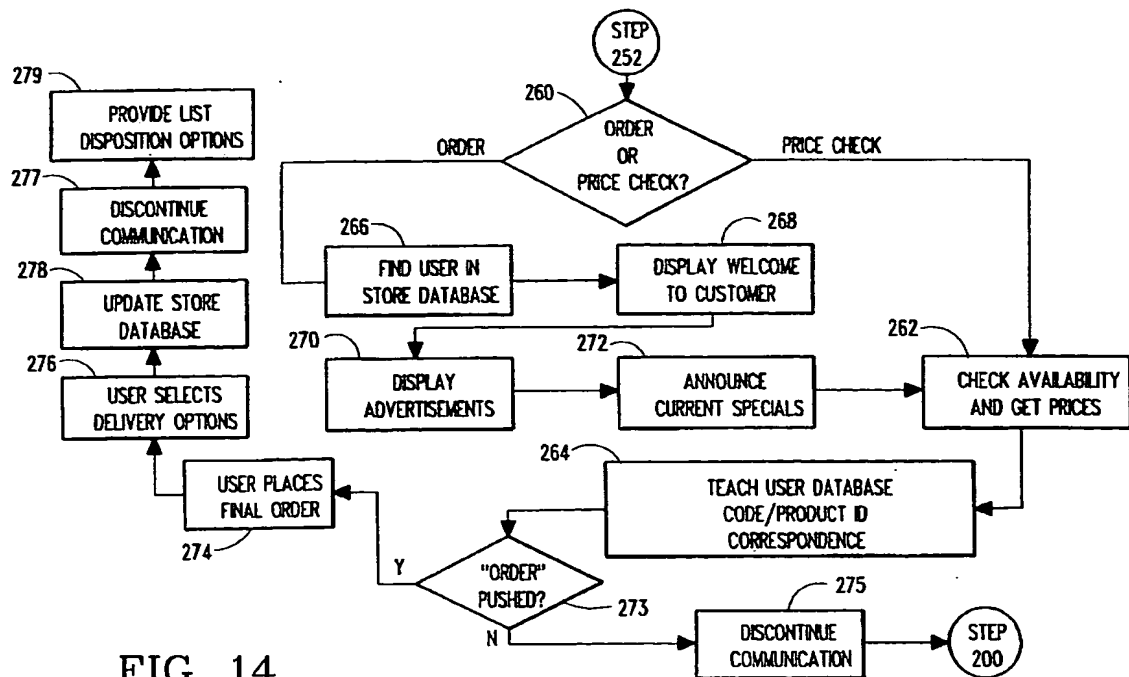 STEP
252
260
ORDER
OR
PRICE CHECK?
ORDER
PRICE CHECK
279
PROVIDE LIST
DISPOSITION OPTIONS
277
DISCONTINUE
COMMUNICATION
278
UPDATE STORE
DATABASE
276
USER SELECTS
DELIVERY OPTIONS
266
FIND USER IN
STORE DATABASE
268
DISPLAY WELCOME
TO CUSTOMER
270
DISPLAY
ADVERTISEMENTS
272
ANNOUNCE
CURRENT SPECIALS
262
CHECK AVAILABILITY
AND GET PRICES
264
TEACH USER DATABASE
CODE/PRODUCT ID
CORRESPONDENCE
USER PLACES
FINAL ORDER
274
Y
"ORDER"
PUSHED?
273
N
275
DISCONTINUE
COMMUNICATION
STEP
200
FIG. 14